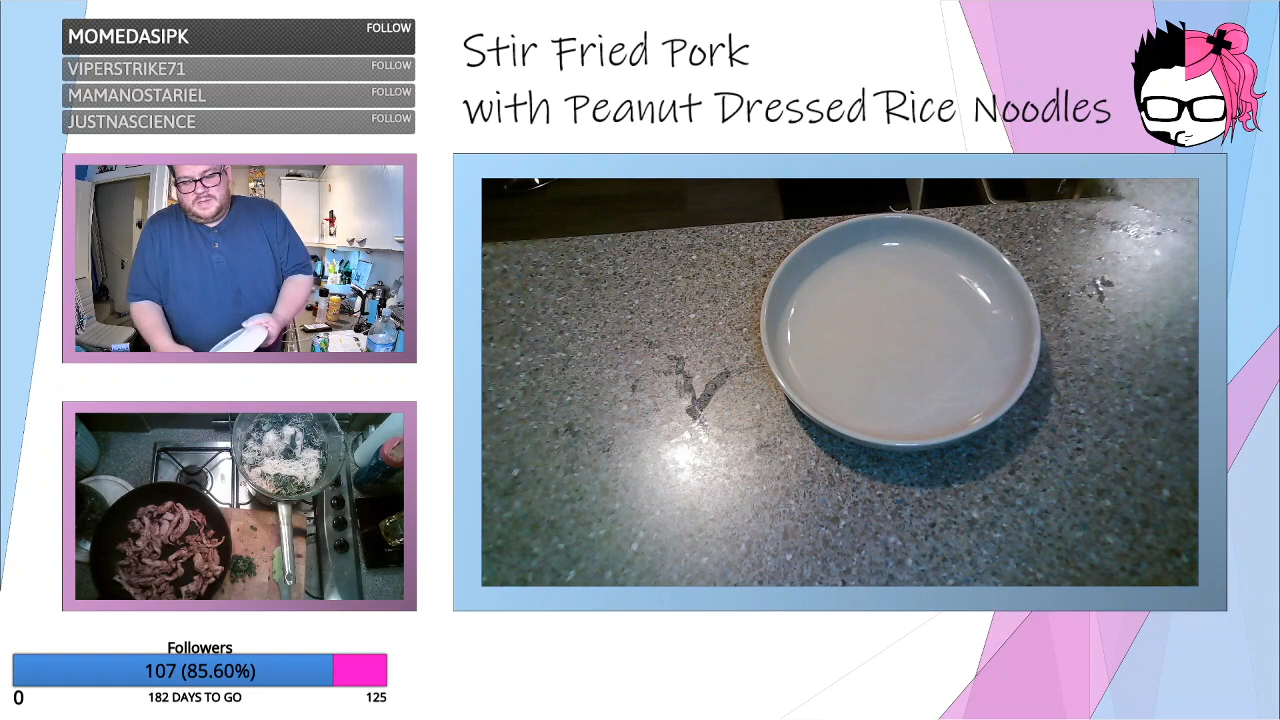 MOMEDASIPK FOLLOW
VIPERSTRIKE71 FOLLOW
MAMANOSTARIEL FOLLOW
JUSTNASCIENCE FOLLOW
Stir Fried Pork
with Peanut Dressed Rice Noodles
Followers
107 (85.60%)
0 182 DAYS TO GO 125